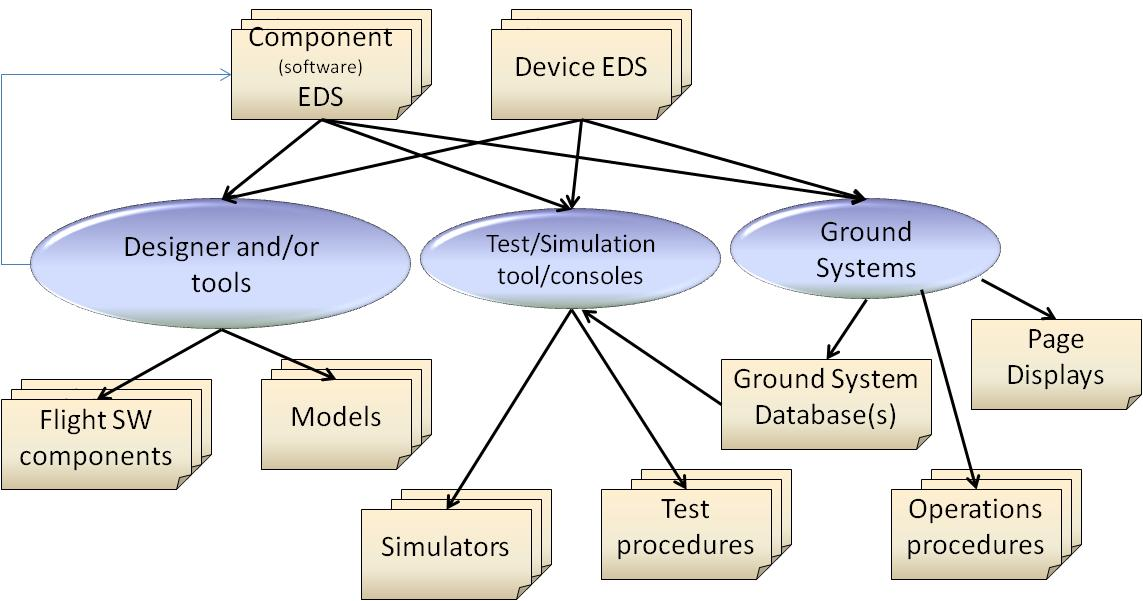 Component
(software)
EDS
Device EDS
Designer and/or
tools
Test/Simulation
tool/consoles
Ground
Systems
Page
Displays
Ground System
Database(s)
Flight SW
components
Models
Simulators
Test
procedures
Operations
procedures